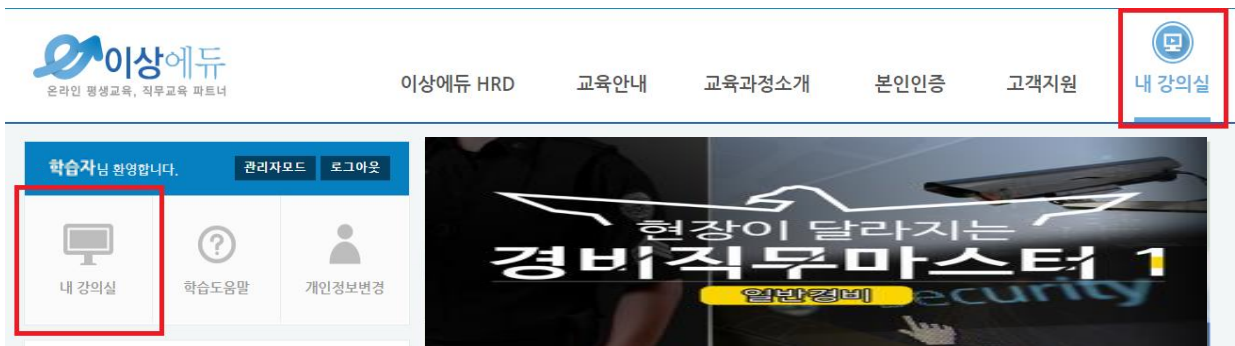 이상에듀
온라인 평생교육, 직무교육 파트너
이상에듀 HRD 교육안내 교육과정소개 본인인증 고객지원 내 강의실
학습자님 환영합니다. 관리자모드 로그아웃
내 강의실 학습도움말 개인정보변경
현장이 달라지는
경비직무마스터 1
일반경비
ecurity